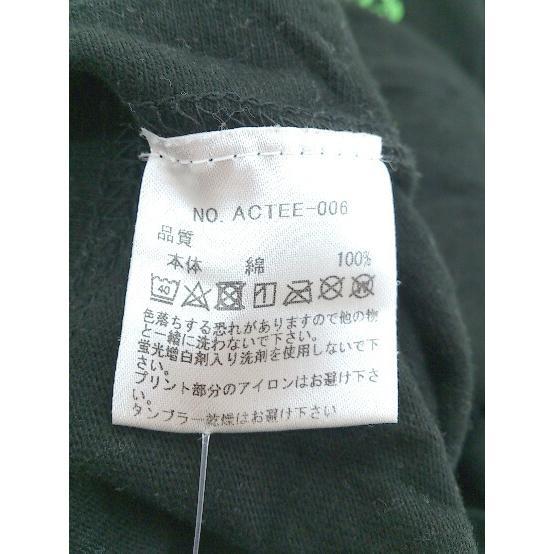 NO. ACTEE-006
品質
本体 綿 100%
40
色落ちする恐れがありますので他の物
と一緒に洗わないで下さい。
蛍光増白剤入り洗剤を使用しないで下
さい。
プリント部分のアイロンはお避け下さ
い。
タンブラー乾燥はお避け下さい